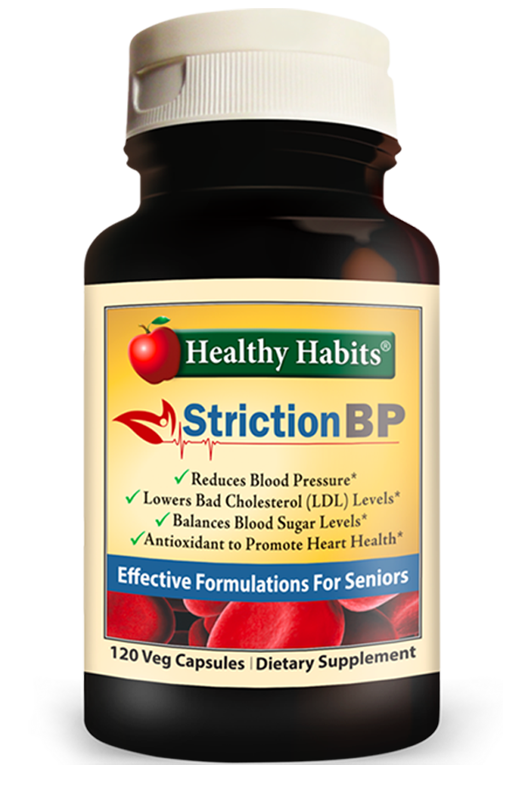 Healthy Habits®
StrictionBP
✓Reduces Blood Pressure*
✓Lowers Bad Cholesterol (LDL) Levels*
✓Balances Blood Sugar Levels*
✓Antioxidant to Promote Heart Health*
Effective Formulations For Seniors
120 Veg Capsules | Dietary Supplement